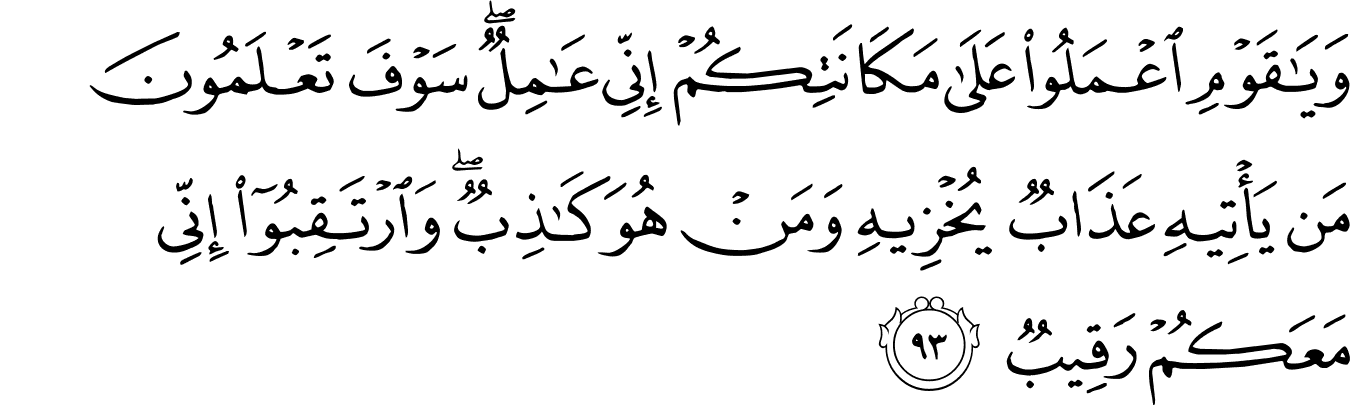 وَيَٰقَوْمِ ٱعْمَلُوا۟ عَلَىٰ مَكَانَتِكُمْ إِنِّى عَٰمِلٌۖ سَوْفَ تَعْلَمُونَ
مَن يَأْتِيهِ عَذَابٌ يُخْزِيهِ وَمَنْ هُوَ كَٰذِبٌۖ وَٱرْتَقِبُوٓا۟ إِنِّى
مَعَكُمْ رَقِيبٌ ٩٣